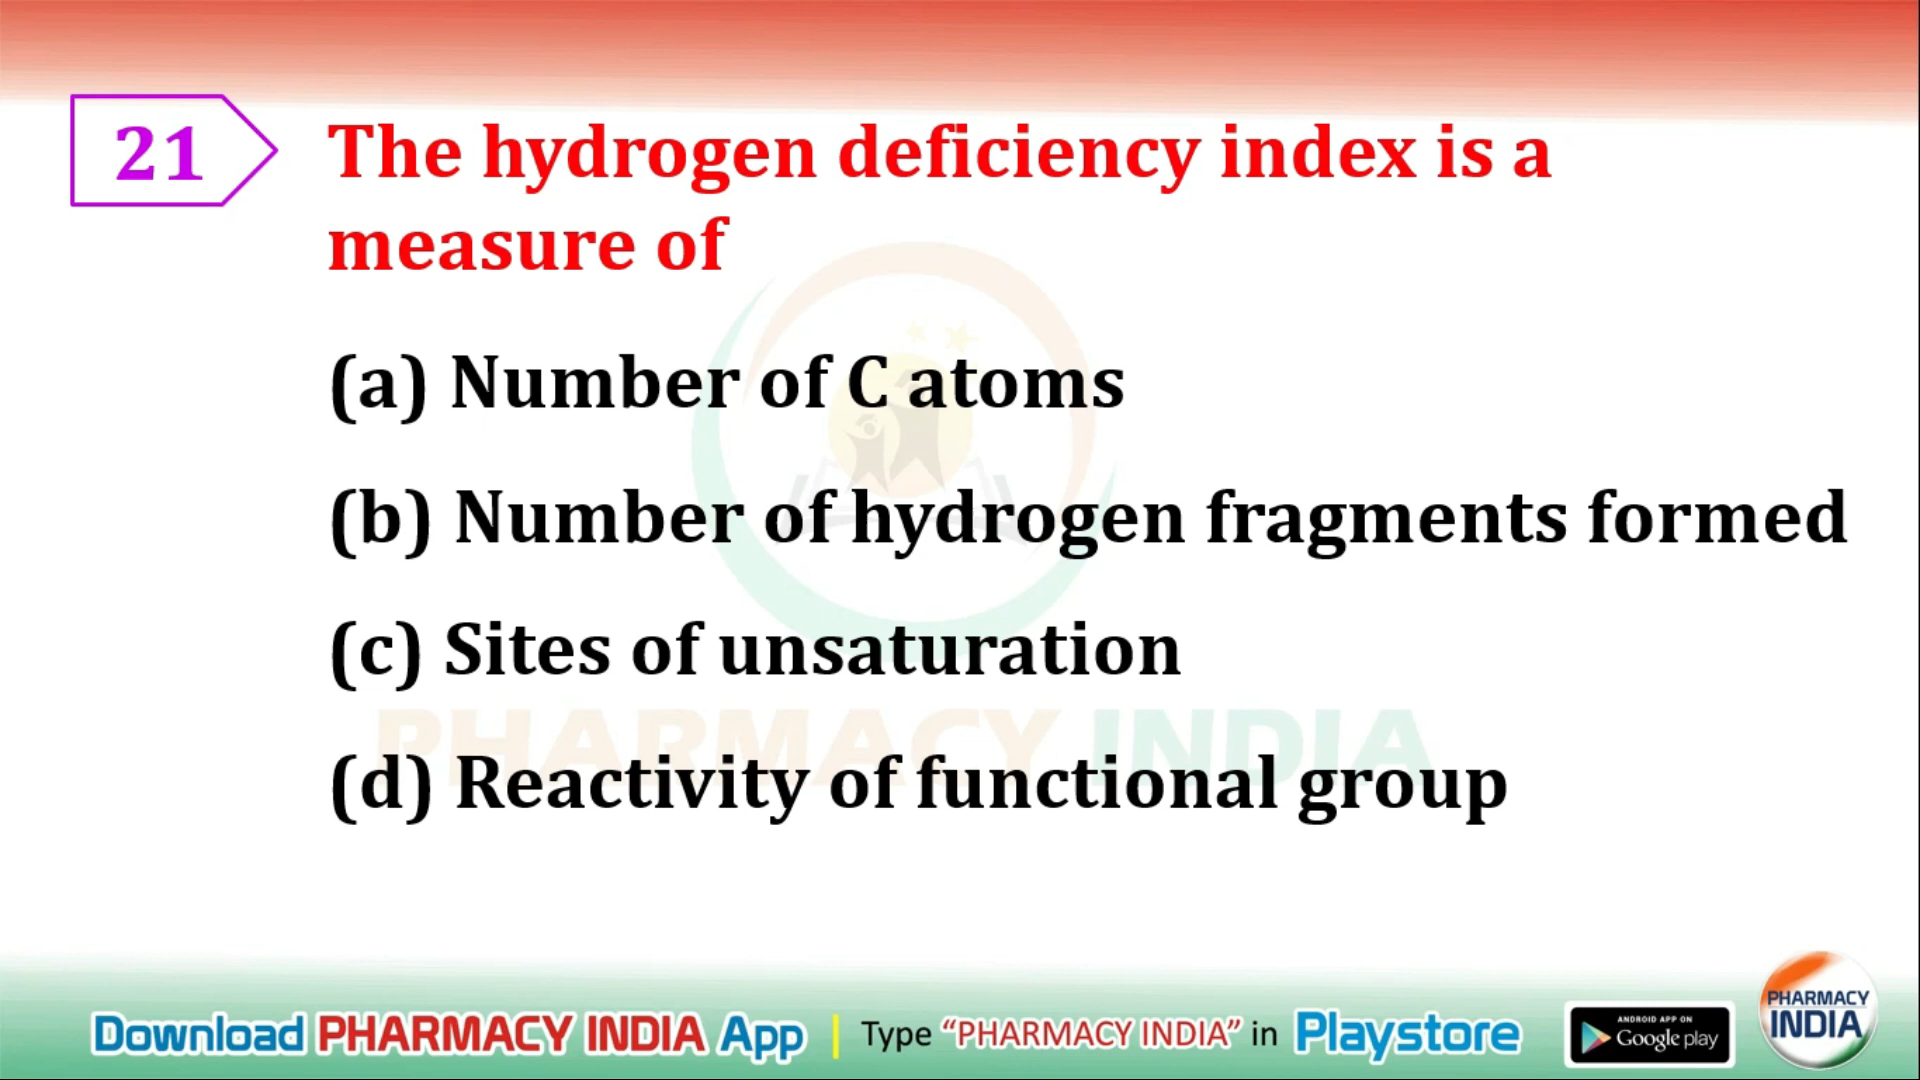 21
The hydrogen deficiency index is a
measure of
(a) Number of C atoms
(b) Number of hydrogen fragments formed
(c) Sites of unsaturation
PHARMACY INDIA
(d) Reactivity of functional group
Download PHARMACY INDIA App | Type “PHARMACY INDIA” in Playstore
ANDROID APP ON
Google play
PHARMACY
INDIA